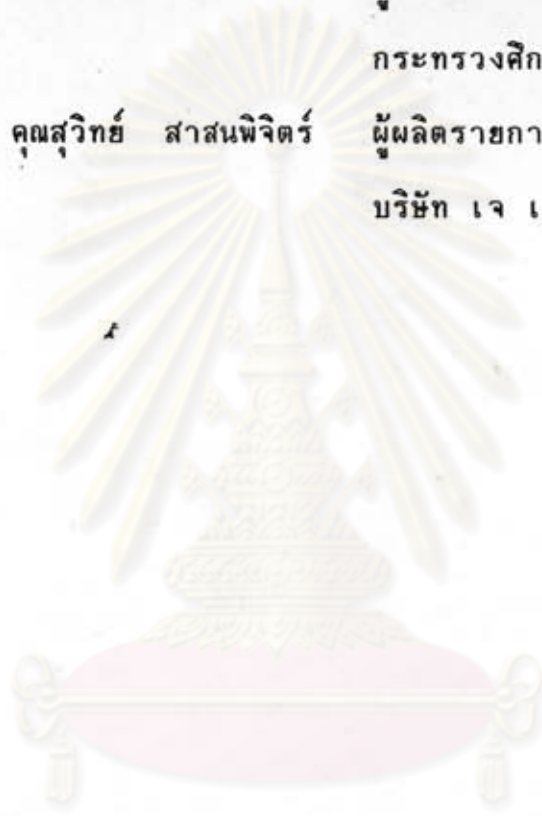 กระทรวงศึก
คุณสุวิทย์ สาสนพิจิตร์ ผู้ผลิตรายกา
บริษัท เจ เ